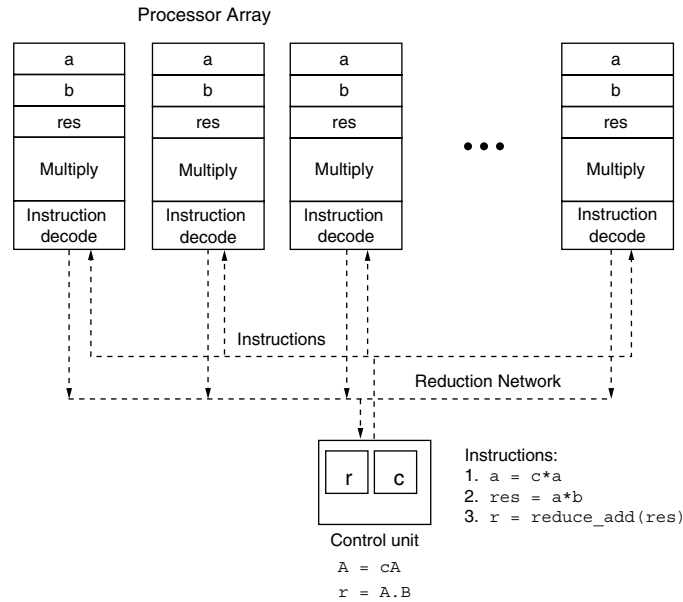 Processor Array
a a a a
b b b b
res res res res
Multiply Multiply Multiply Multiply
Instruction Instruction Instruction Instruction
decode decode decode decode
Instructions
Reduction Network
r c
Control unit
A = cA
r = A.B
Instructions:
1. a = c*a
2. res = a*b
3. r = reduce_add(res)